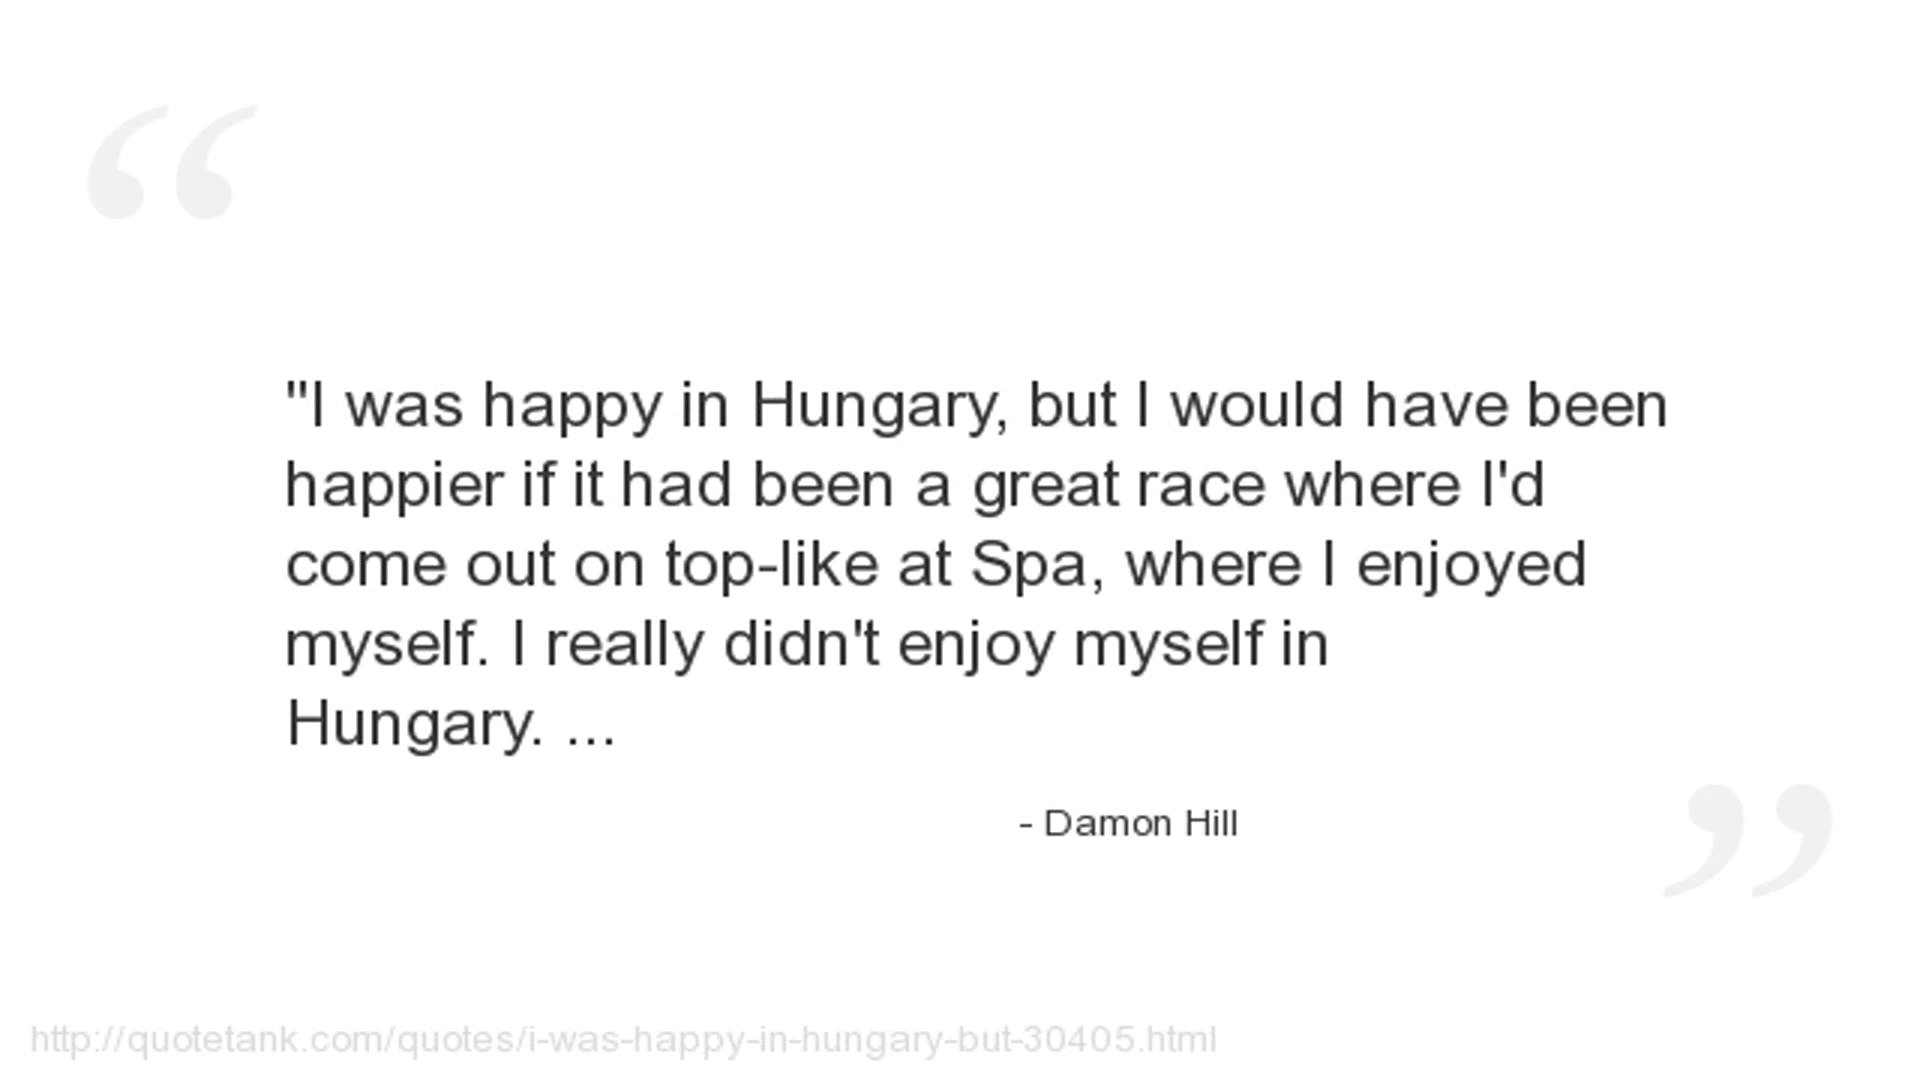 "I was happy in Hungary, but I would have been
happier if it had been a great race where I'd
come out on top-like at Spa, where I enjoyed
myself. I really didn't enjoy myself in
Hungary. ...
- Damon Hill
http://quotetank.com/quotes/i-was-happy-in-hungary-but-30405.html